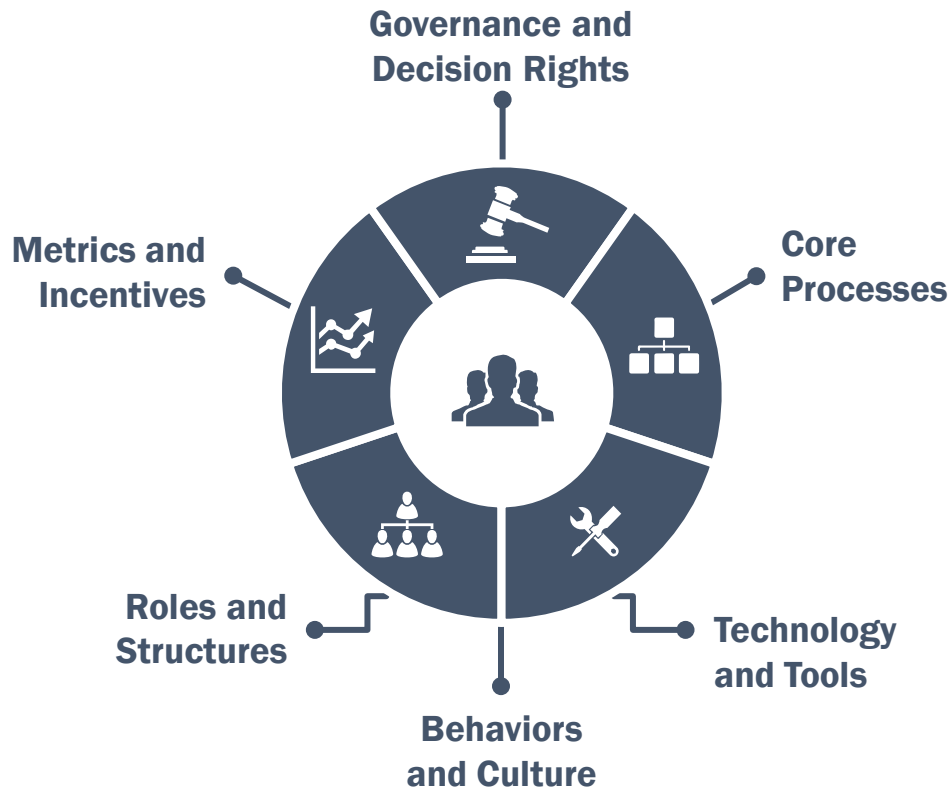 Governance and
Decision Rights
Metrics and
Incentives
Core
Processes
Roles and
Structures
Technology
and Tools
Behaviors
and Culture